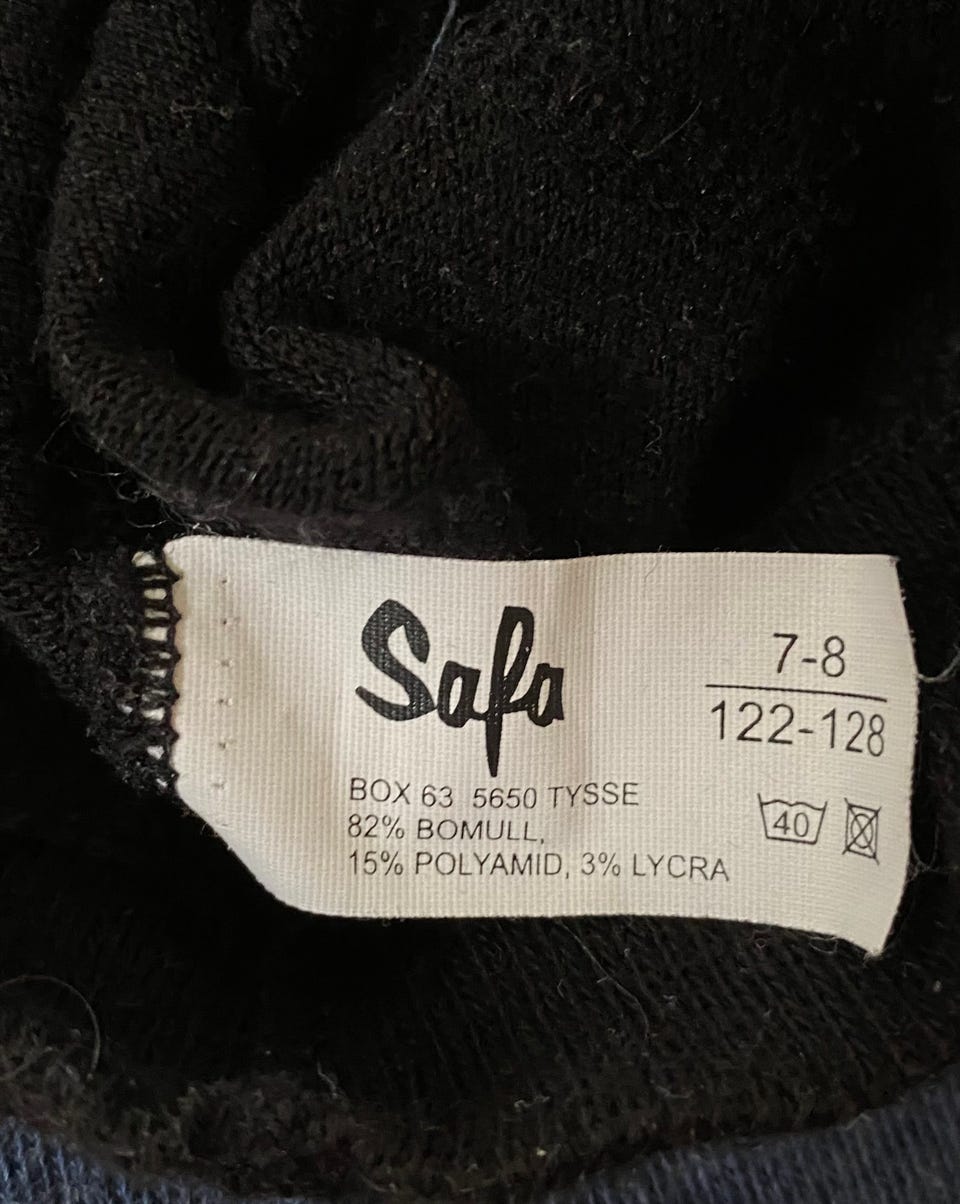 Safa
7-8
122-128
BOX 63 5650 TYSSE
82% BOMULL,
15% POLYAMID, 3% LYCRA
40